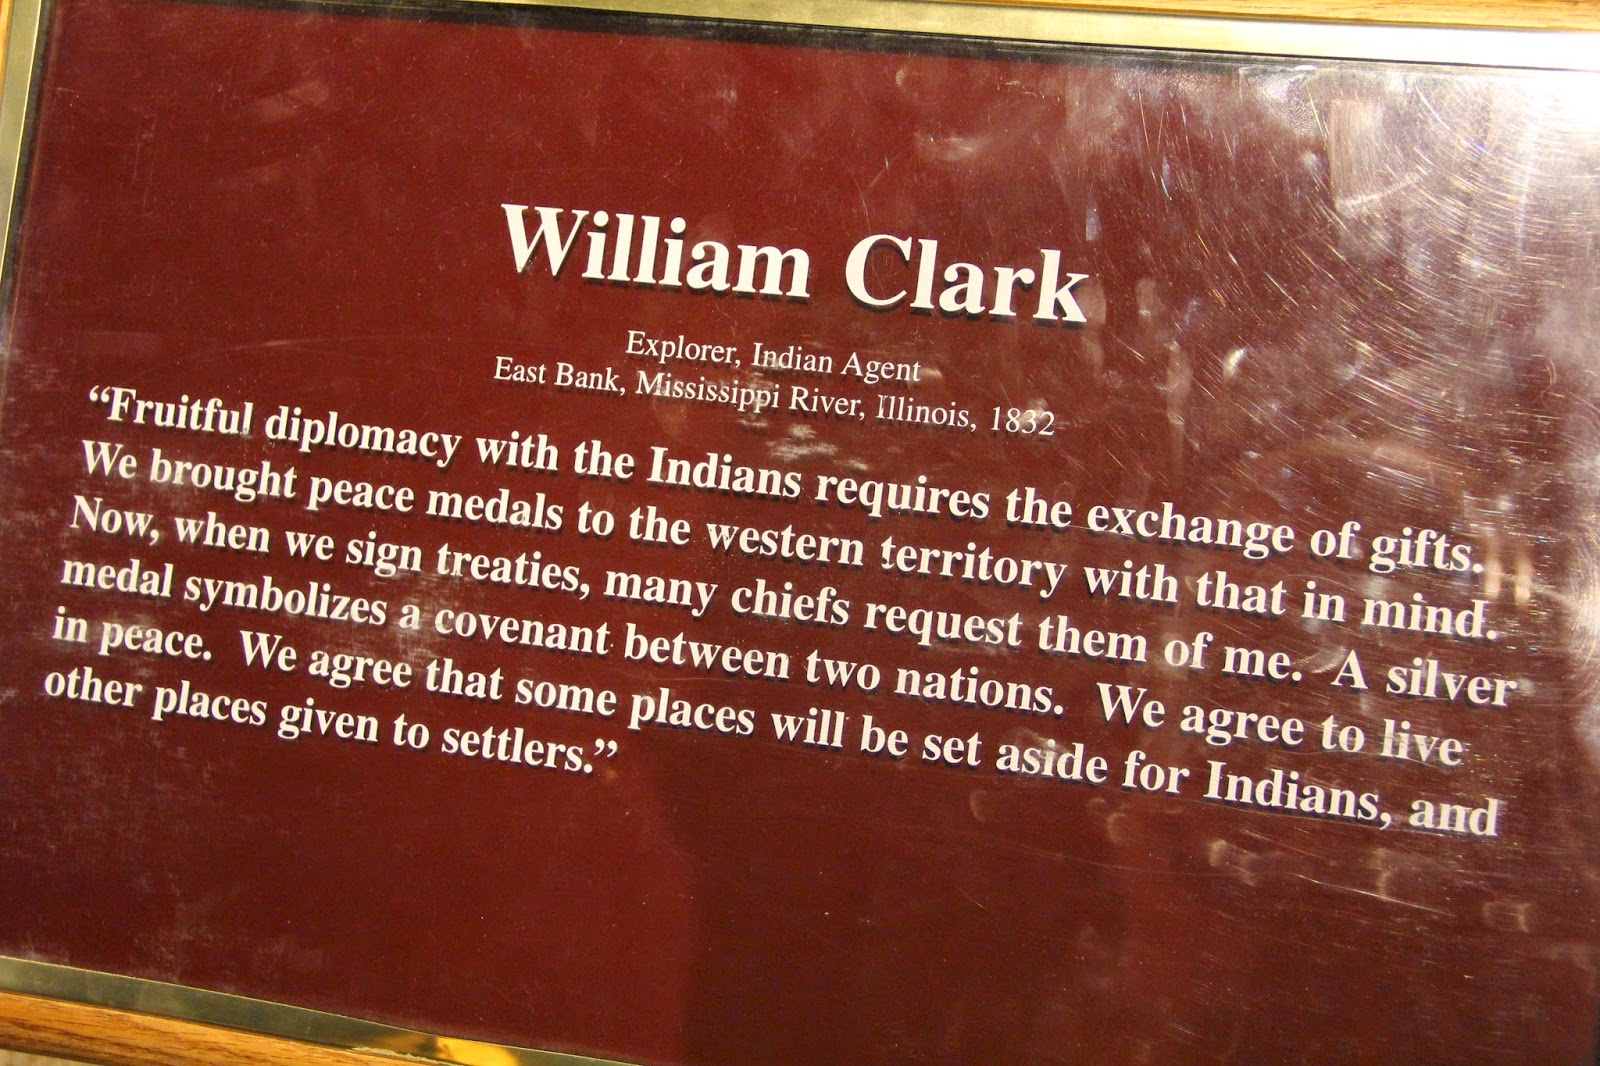 William Clark
Explorer, Indian Agent
East Bank, Mississippi River, Illinois, 1832
“Fruitful diplomacy with the Indians requires the exchange of gifts.
We brought peace medals to the western territory with that in mind.
Now, when we sign treaties, many chiefs request them of me.  A silver
medal symbolizes a covenant between two nations.  We agree to live
in peace.  We agree that some places will be set aside for Indians, and
other places given to settlers.”